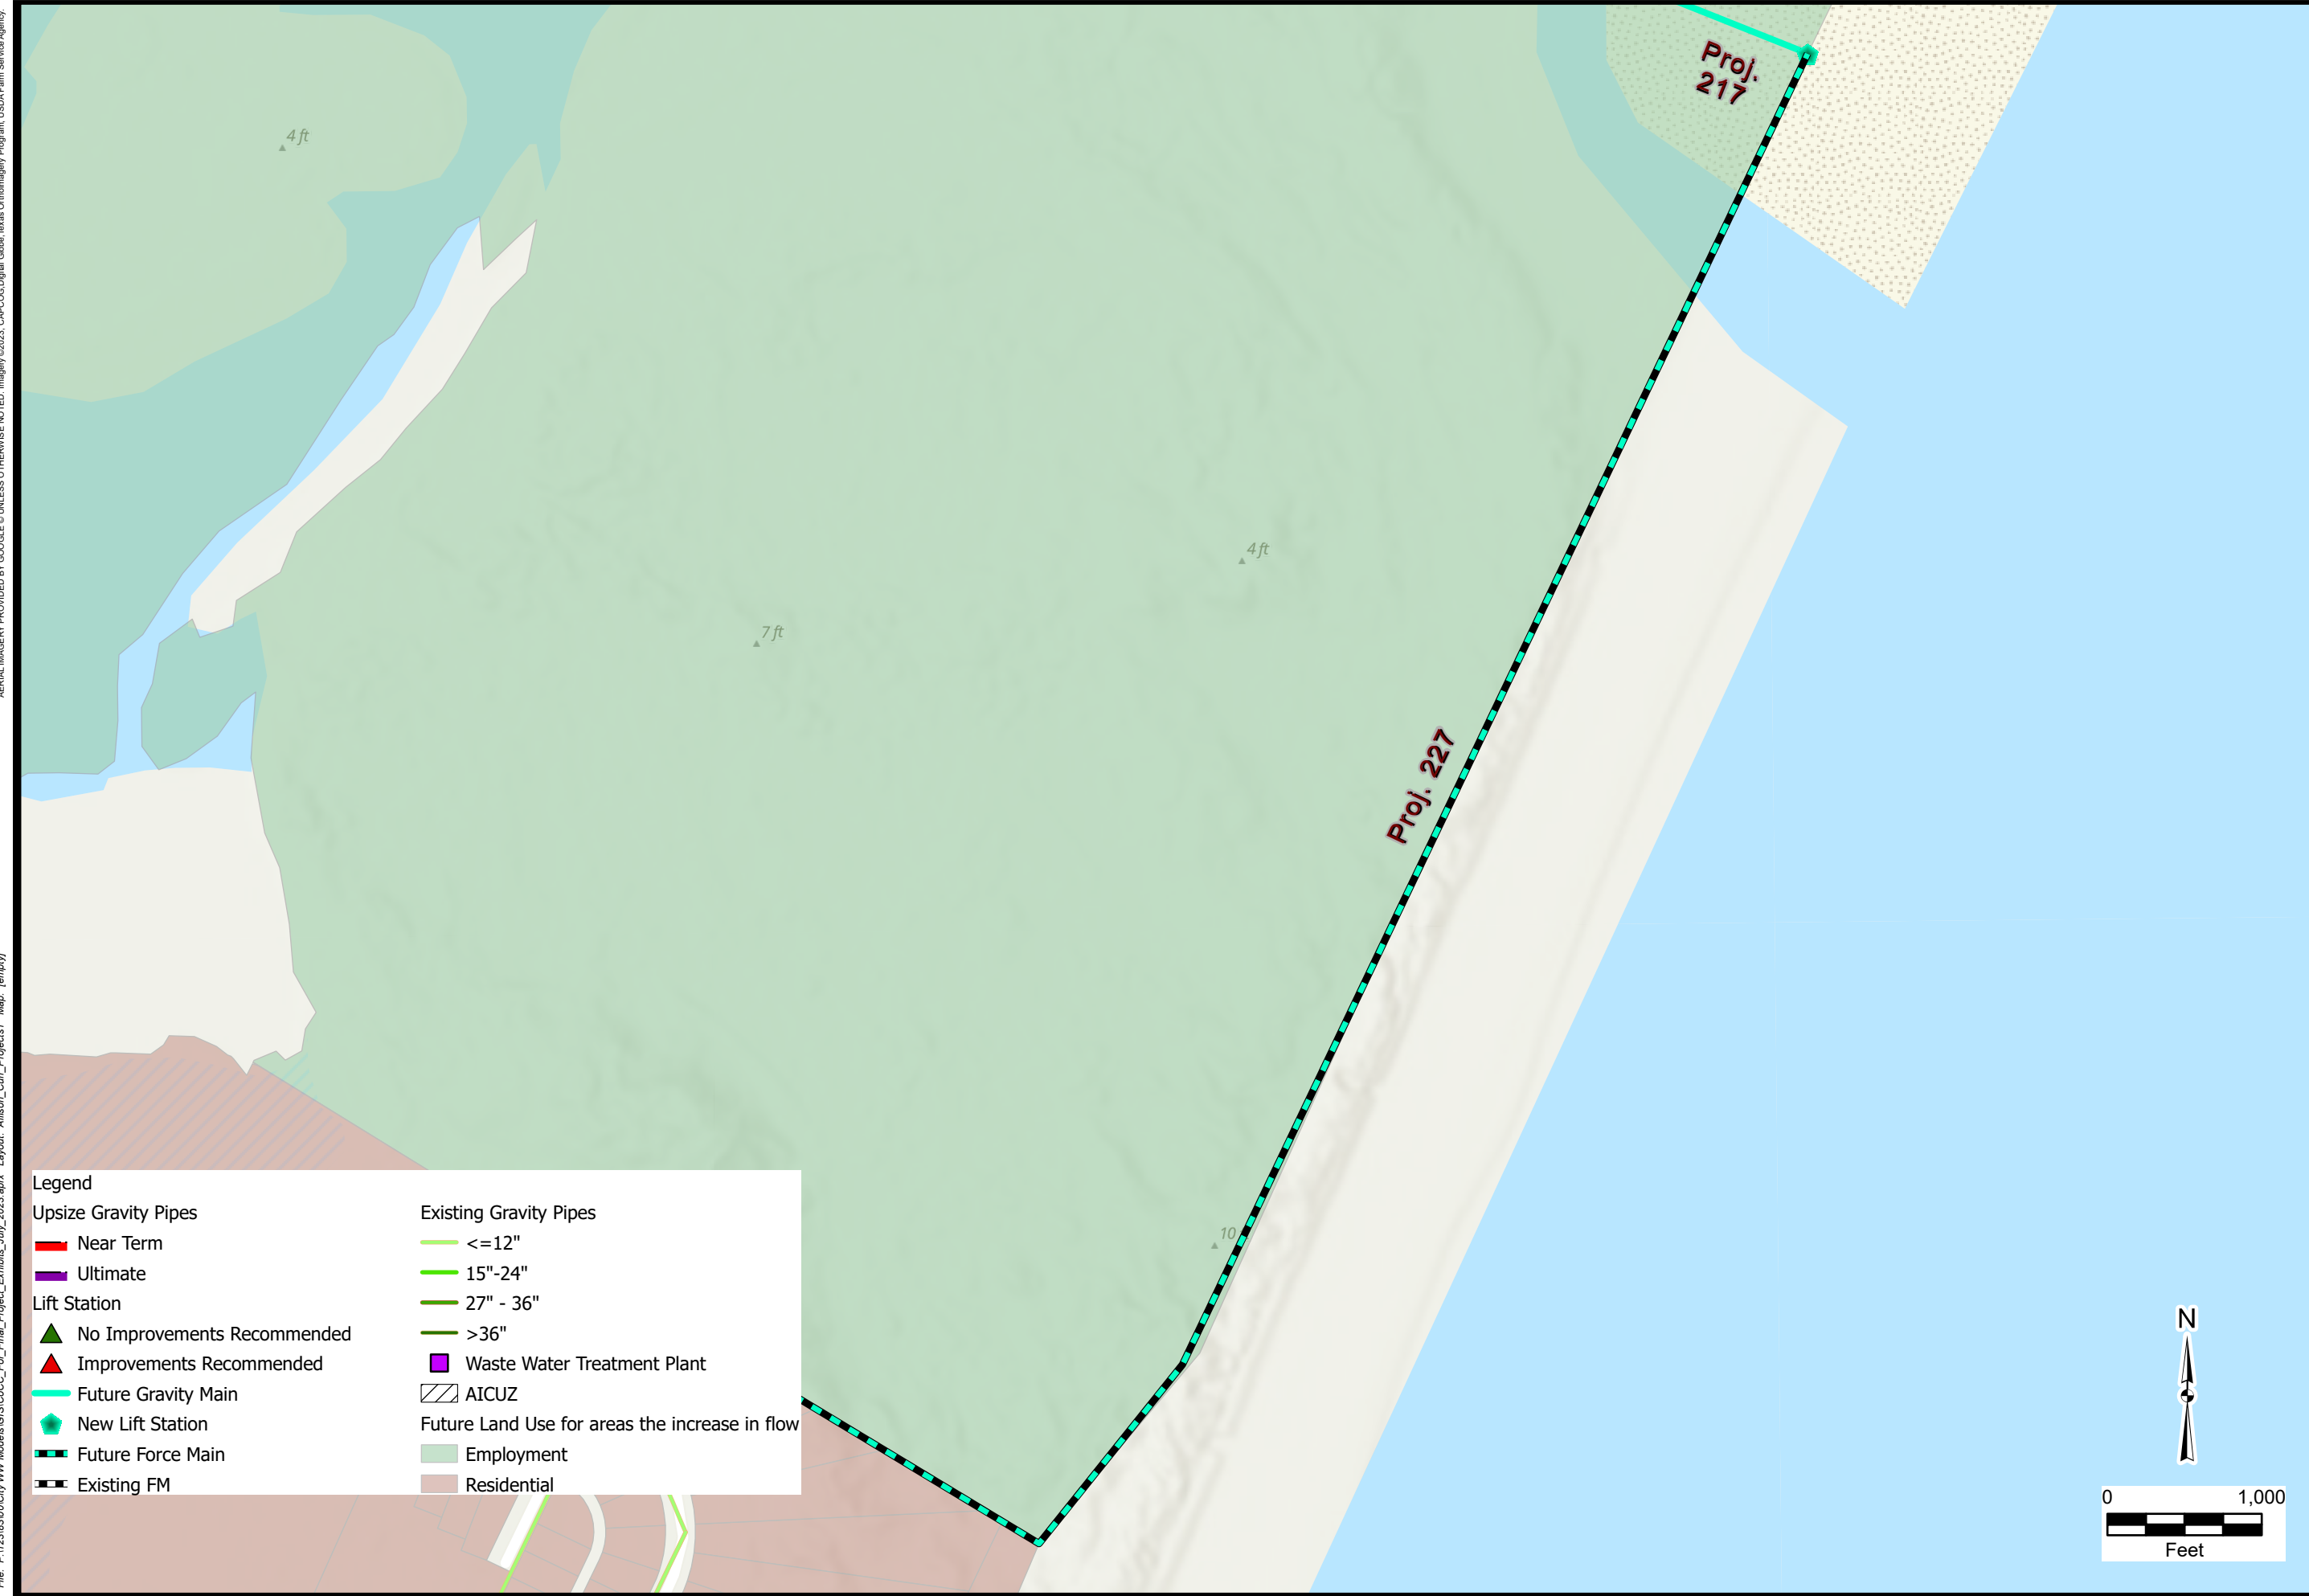 Proj.
217
4 ft
4 ft
7 ft
Proj. 227
10
Legend
Upsize Gravity Pipes
Near Term
Ultimate
Lift Station
No Improvements Recommended
Improvements Recommended
Future Gravity Main
New Lift Station
Future Force Main
Existing FM
Existing Gravity Pipes
<=12"
15"-24"
27" - 36"
>36"
Waste Water Treatment Plant
AICUZ
Future Land Use for areas the increase in flow
Employment
Residential
N
0 1,000
Feet